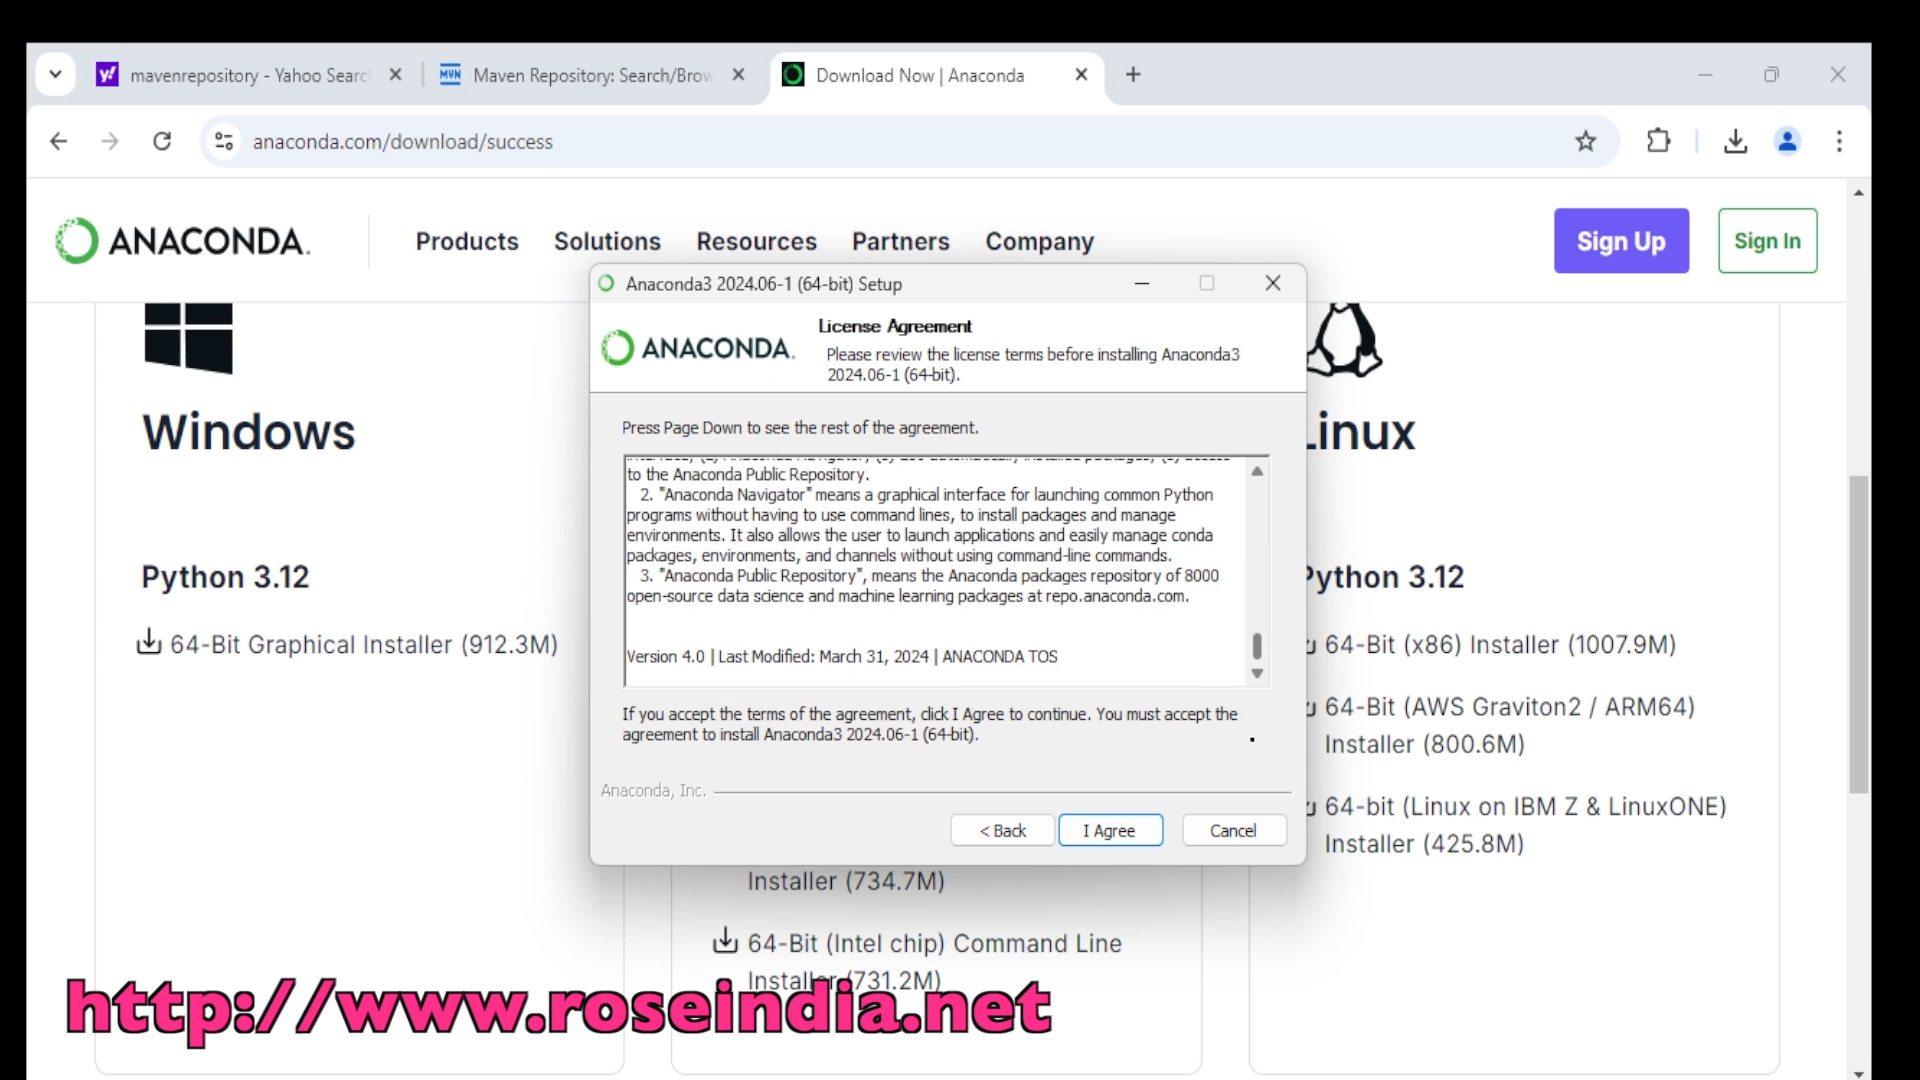 mavenrepository - Yahoo Searc
MVN
Maven Repository: Search/Brow
Download Now | Anaconda
anaconda.com/download/success
ANACONDA.
Products
Solutions
Resources
Partners
Company
Sign Up
Sign In
Anaconda3 2024.06-1 (64-bit) Setup
ANACONDA.
License Agreement
Please review the license terms before installing Anaconda3
2024.06-1 (64-bit).
Press Page Down to see the rest of the agreement.
to the Anaconda Public Repository.
2. "Anaconda Navigator" means a graphical interface for launching common Python
programs without having to use command lines, to install packages and manage
environments. It also allows the user to launch applications and easily manage conda
packages, environments, and channels without using command-line commands.
3. "Anaconda Public Repository", means the Anaconda packages repository of 8000
open-source data science and machine learning packages at repo.anaconda.com.
Version 4.0 | Last Modified: March 31, 2024 | ANACONDA TOS
If you accept the terms of the agreement, click I Agree to continue. You must accept the
agreement to install Anaconda3 2024.06-1 (64-bit).
Anaconda, Inc.
< Back
I Agree
Cancel
Windows
Python 3.12
64-Bit Graphical Installer (912.3M)
Installer (734.7M)
64-Bit (Intel chip) Command Line
Installer (731.2M)
Linux
Python 3.12
64-Bit (x86) Installer (1007.9M)
64-Bit (AWS Graviton2 / ARM64)
Installer (800.6M)
64-bit (Linux on IBM Z & LinuxONE)
Installer (425.8M)
http://www.roseindia.net